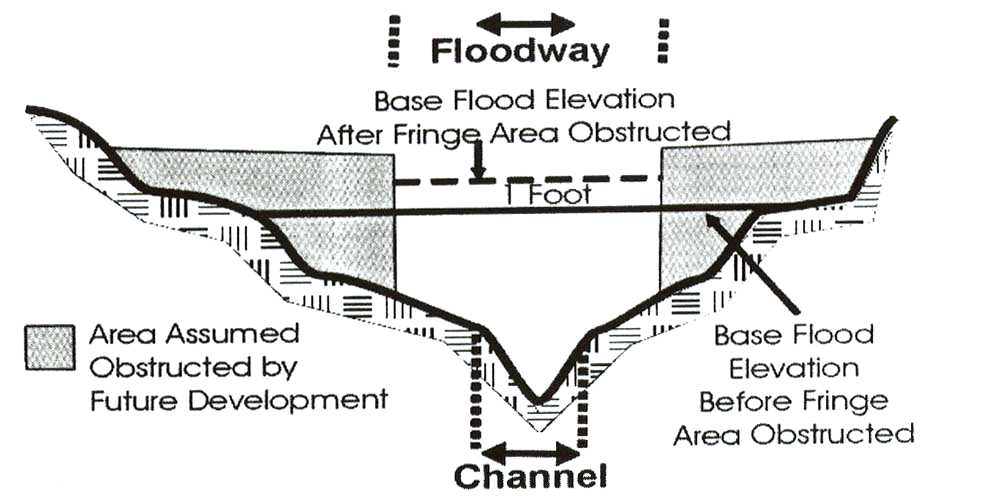 Floodway
Base Flood Elevation
After Fringe Area Obstructed
1 Foot
Area Assumed
Obstructed by
Future Development
Base Flood
Elevation
Before Fringe
Area Obstructed
Channel